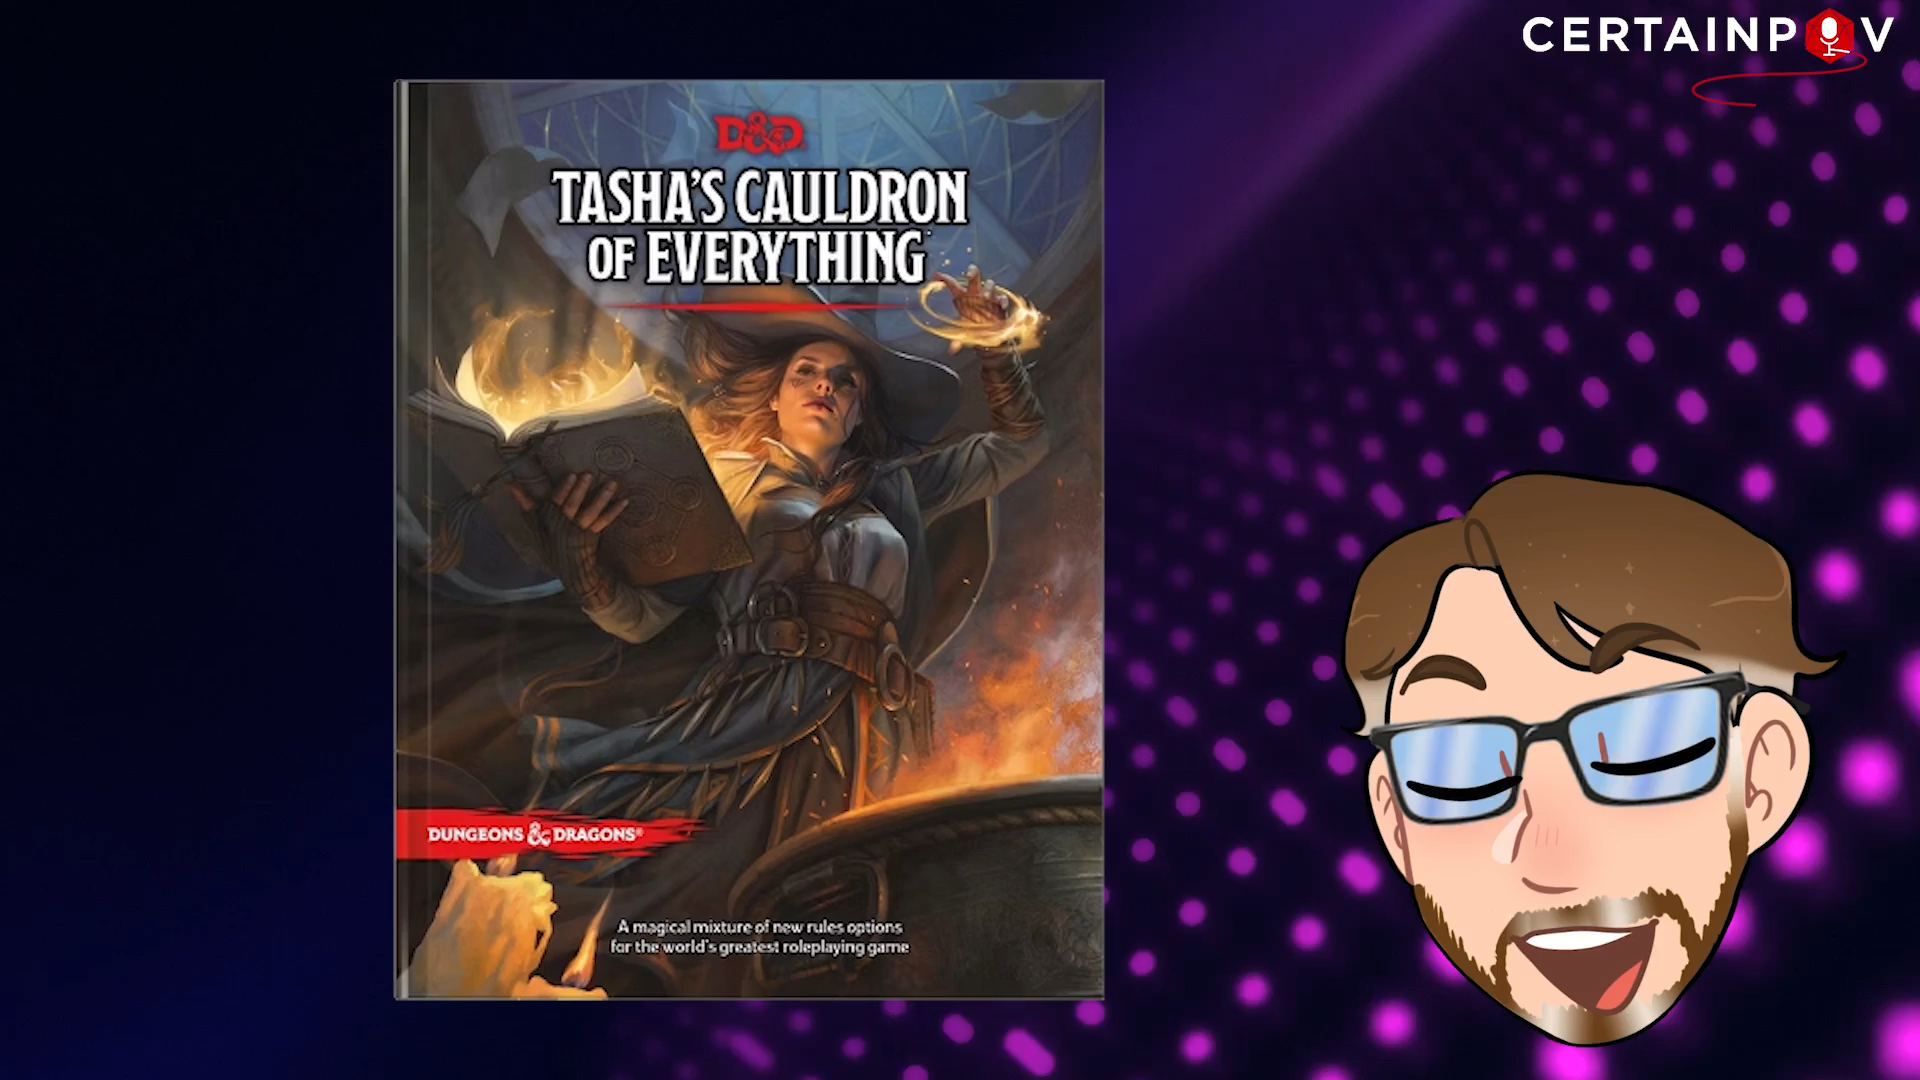 CERTAINPOV
D&D
TASHA'S CAULDRON
OF EVERYTHING
DUNGEONS & DRAGONS®
A magical mixture of new rules options
for the world's greatest roleplaying game